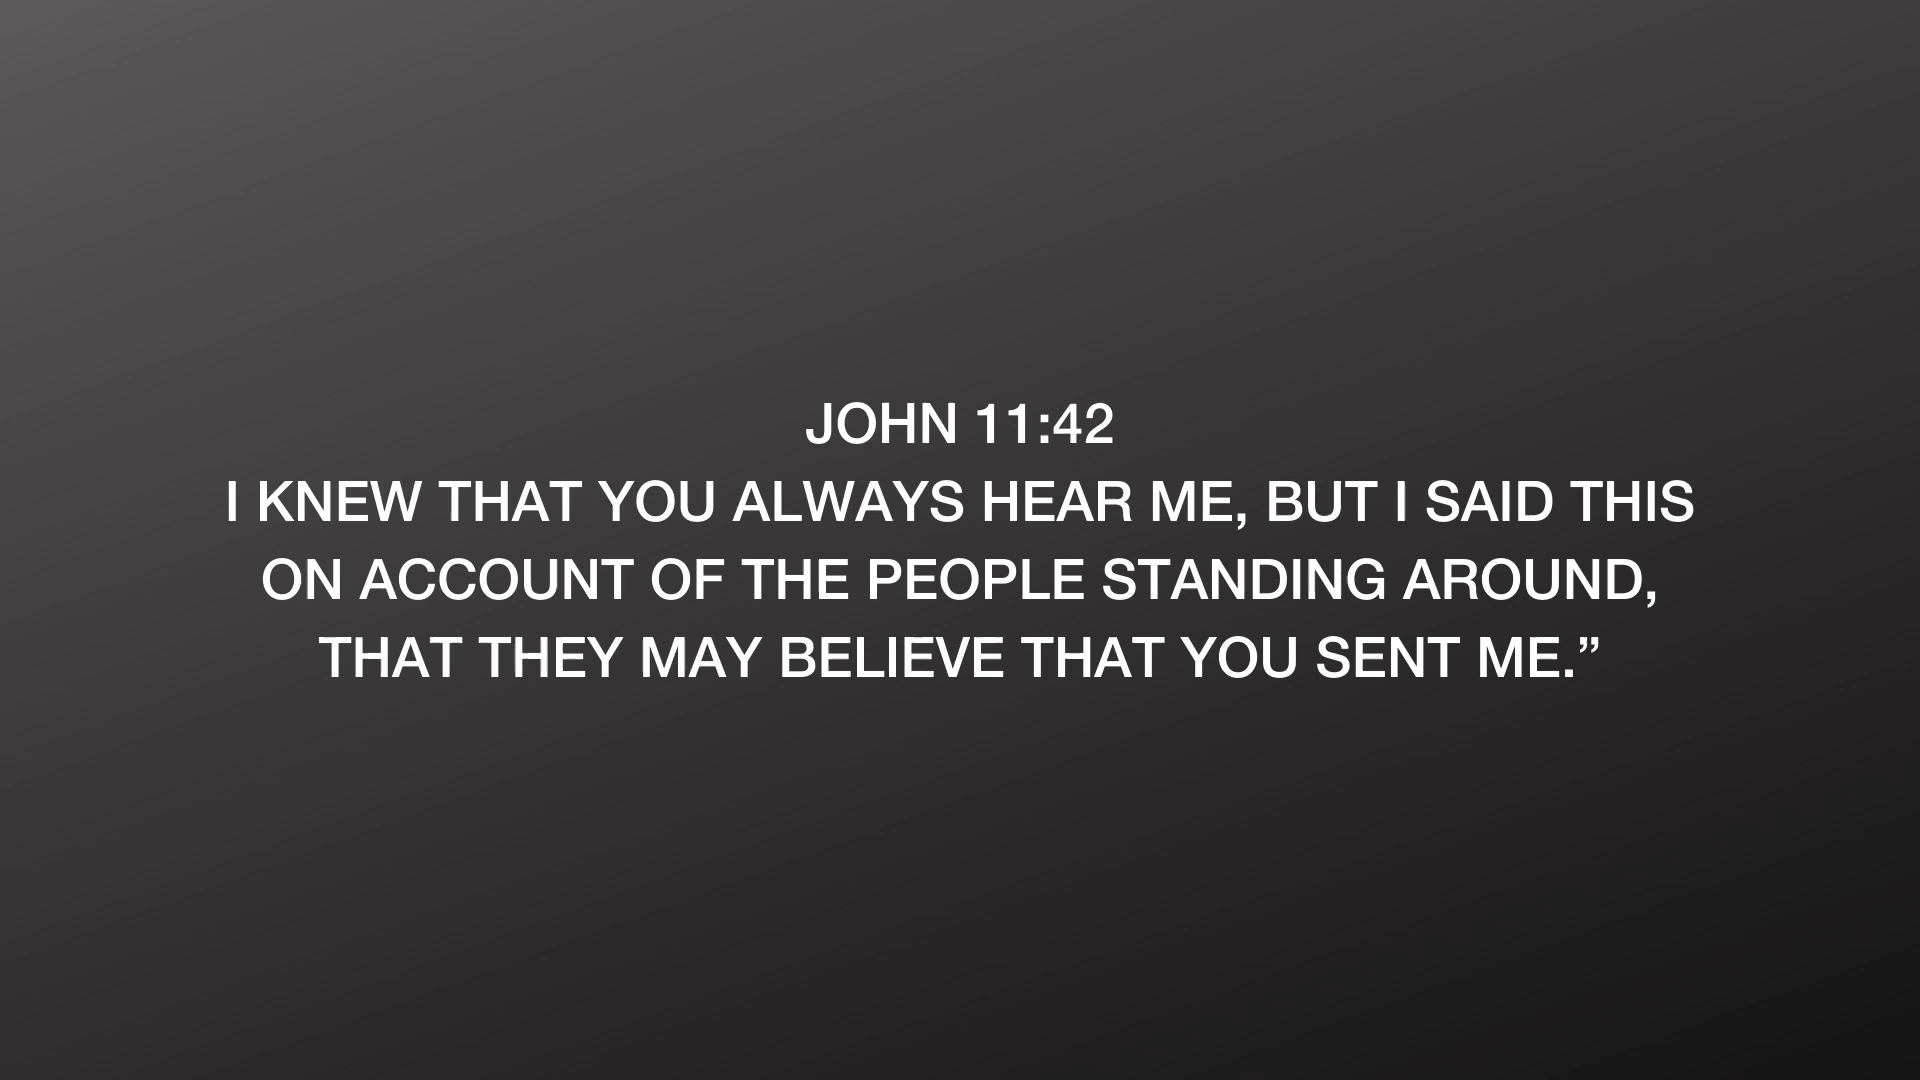 JOHN 11:42
I KNEW THAT YOU ALWAYS HEAR ME, BUT I SAID THIS
ON ACCOUNT OF THE PEOPLE STANDING AROUND,
THAT THEY MAY BELIEVE THAT YOU SENT ME.”